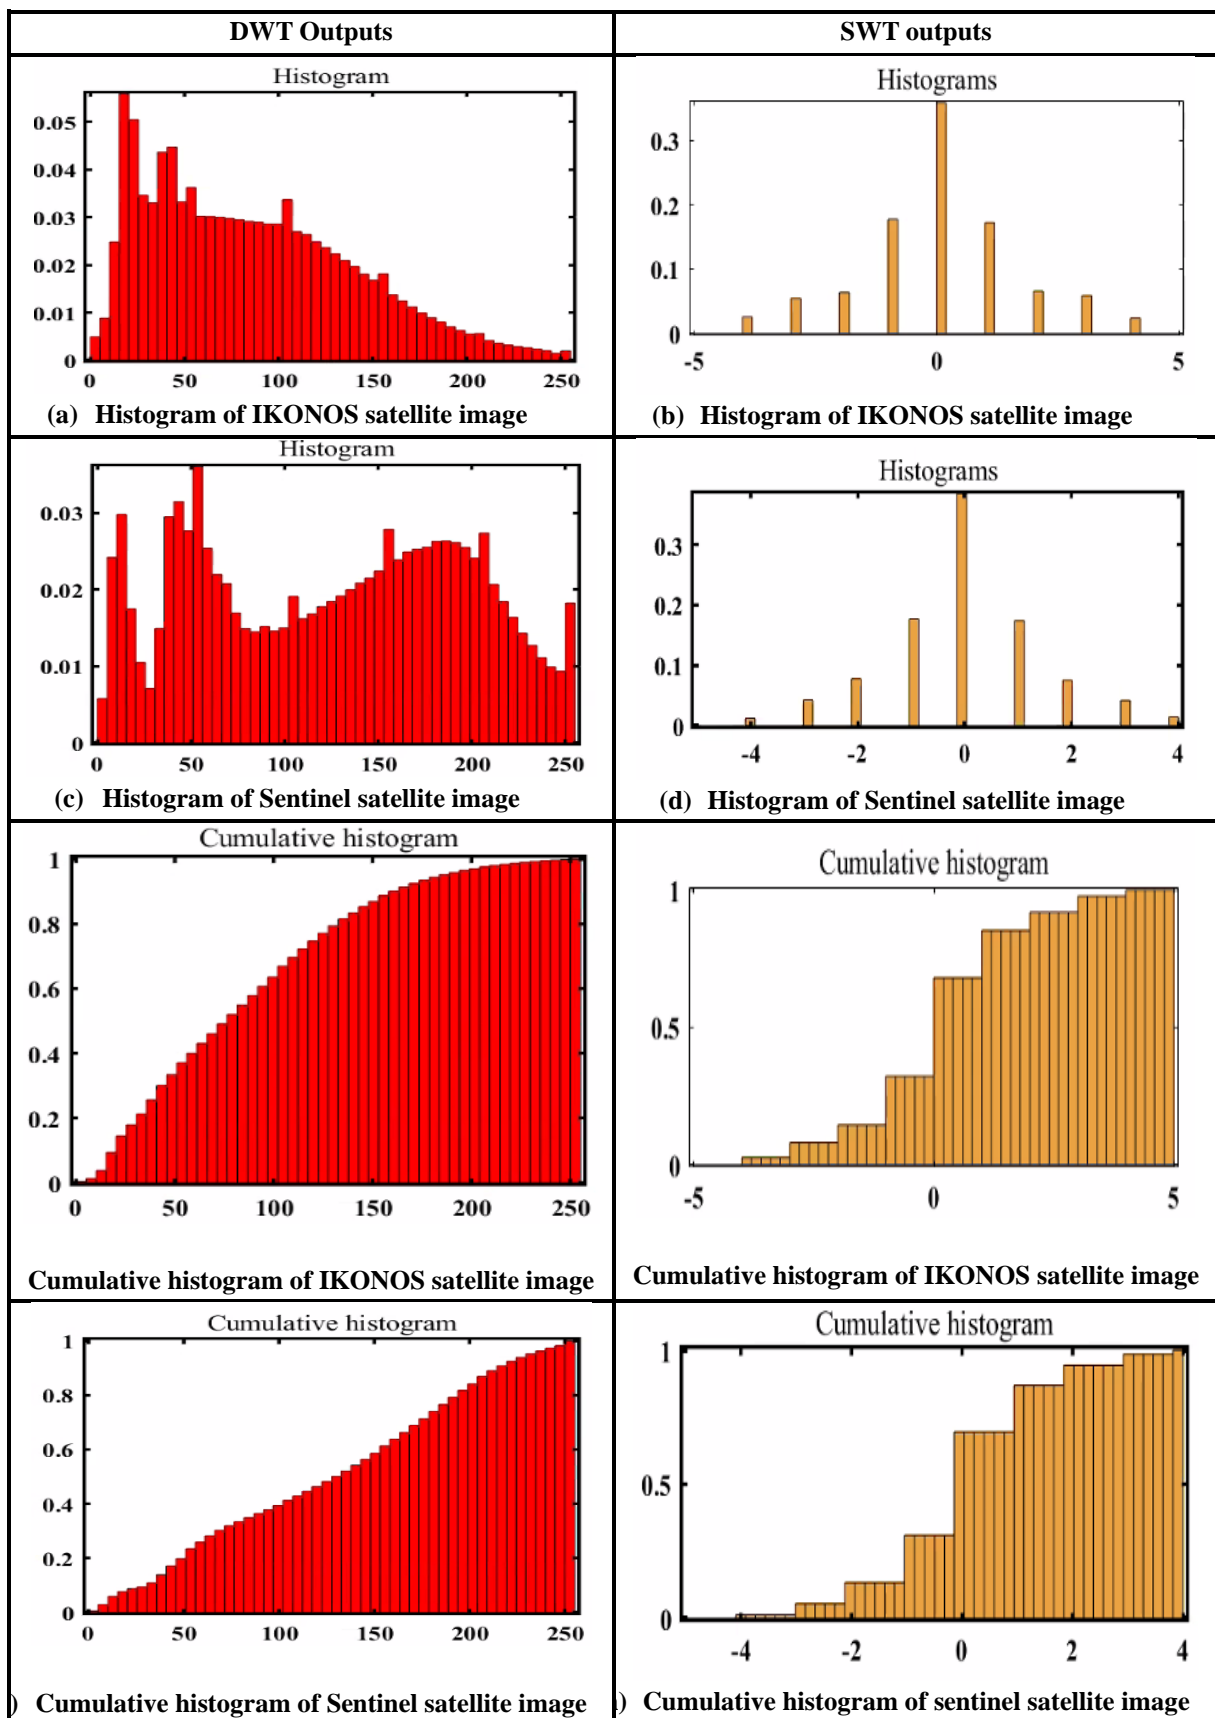 DWT Outputs
SWT outputs
Histogram
0.05
0.04
0.03
0.02
0.01
0
0 50 100 150 200 250
(a) Histogram of IKONOS satellite image
Histograms
0.3
0.2
0.1
0
-5 0 5
(b) Histogram of IKONOS satellite image
Histogram
0.03
0.02
0.01
0
0 50 100 150 200 250
(c) Histogram of Sentinel satellite image
Histograms
0.3
0.2
0.1
0
-4 -2 0 2 4
(d) Histogram of Sentinel satellite image
Cumulative histogram
1
0.8
0.6
0.4
0.2
0
0 50 100 150 200 250
Cumulative histogram of IKONOS satellite image
Cumulative histogram
1
0.5
0
-5 0 5
Cumulative histogram of IKONOS satellite image
Cumulative histogram
1
0.8
0.6
0.4
0.2
0
0 50 100 150 200 250
) Cumulative histogram of Sentinel satellite image
Cumulative histogram
1
0.5
0
-4 -2 0 2 4
) Cumulative histogram of sentinel satellite image